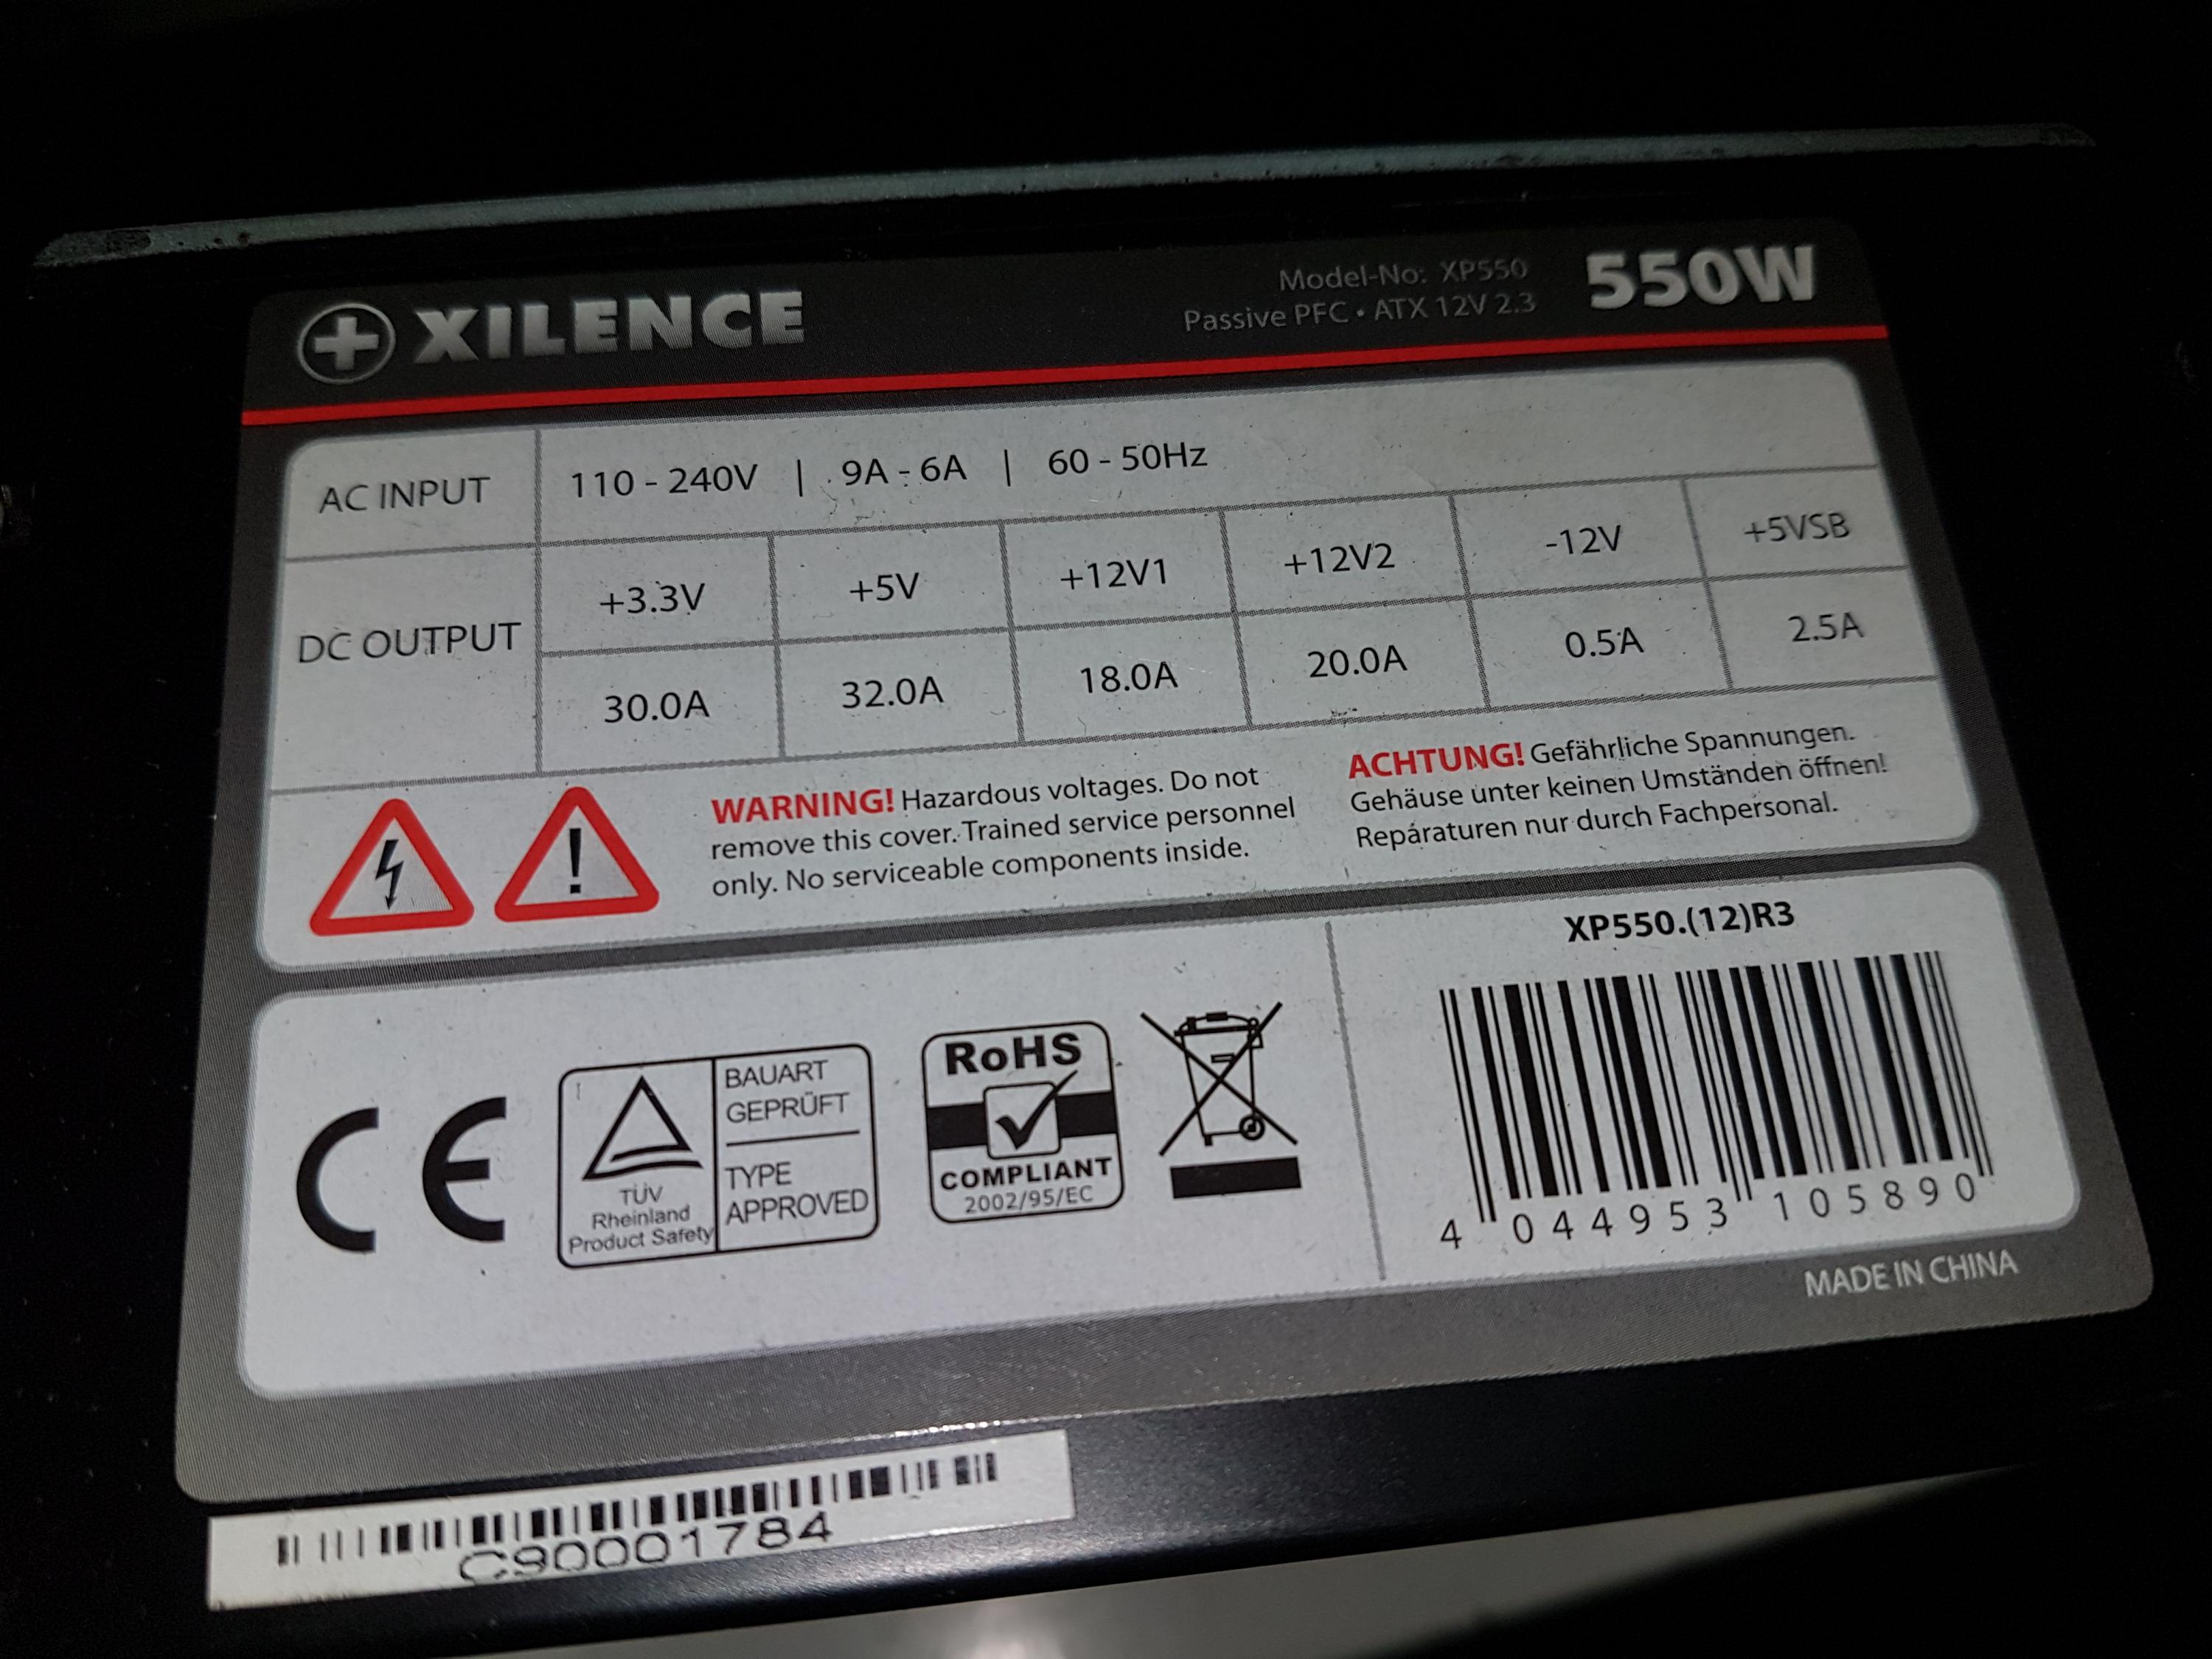 XILENCE
Model-No: XP550
Passive PFC • ATX 12V 2.3
550W
AC INPUT
110 - 240V | 9A - 6A | 60 - 50Hz
DC OUTPUT
+3.3V +5V +12V1 +12V2 -12V +5VSB
30.0A 32.0A 18.0A 20.0A 0.5A 2.5A
WARNING! Hazardous voltages. Do not
remove this cover. Trained service personnel
only. No serviceable components inside.
ACHTUNG! Gefährliche Spannungen.
Gehäuse unter keinen Umständen öffnen!
Reparaturen nur durch Fachpersonal.
CE
TÜV
Rheinland
Product Safety
BAUART
GEPRÜFT
TYPE
APPROVED
RoHS
COMPLIANT
2002/95/EC
XP550.(12)R3
4 044953 105890
MADE IN CHINA
C90001784